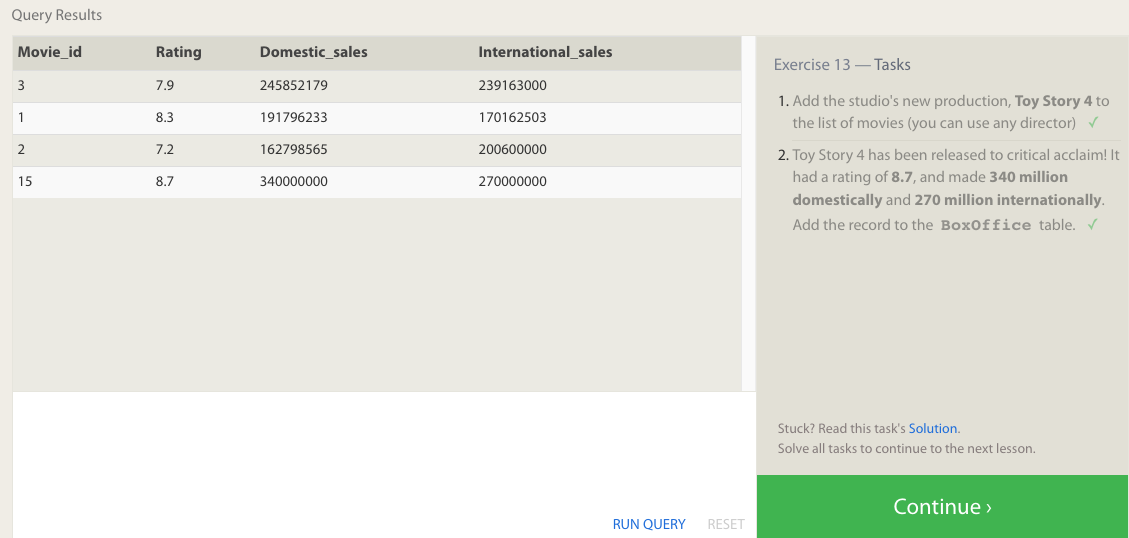 Query Results
Movie_id Rating Domestic_sales International_sales
3 7.9 245852179 239163000
1 8.3 191796233 170162503
2 7.2 162798565 200600000
15 8.7 340000000 270000000
RUN QUERY RESET
Exercise 13 — Tasks
1. Add the studio's new production, Toy Story 4 to
the list of movies (you can use any director) ✓
2. Toy Story 4 has been released to critical acclaim! It
had a rating of 8.7, and made 340 million
domestically and 270 million internationally.
Add the record to the BoxOffice table. ✓
Stuck? Read this task's Solution.
Solve all tasks to continue to the next lesson.
Continue ›